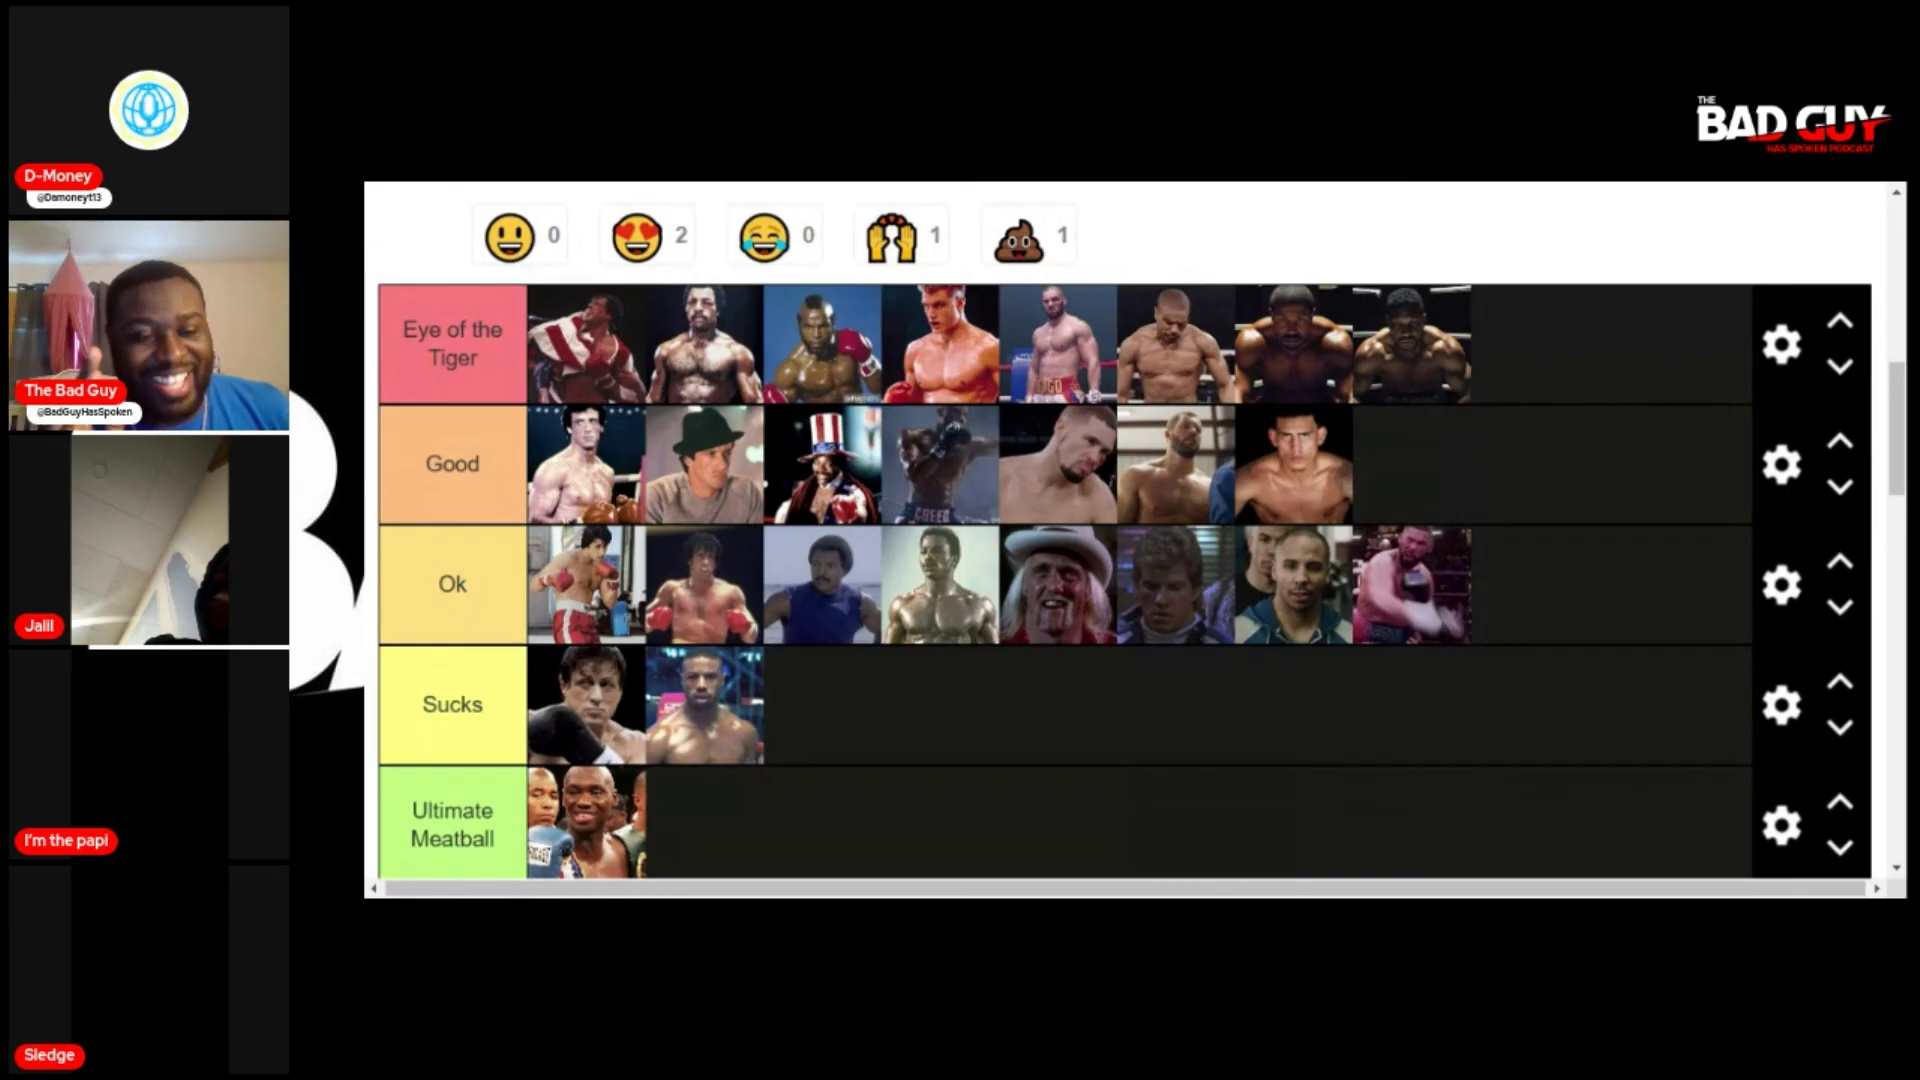 D-Money
@Damoneyt13
The Bad Guy
@BadGuyHasSpoken
Jalil
I'm the papi
Sledge
THE
BAD GUY
HAS SPOKEN PODCAST
0
2
0
1
1
Eye of the
Tiger
Good
CREED
Ok
Sucks
Ultimate
Meatball